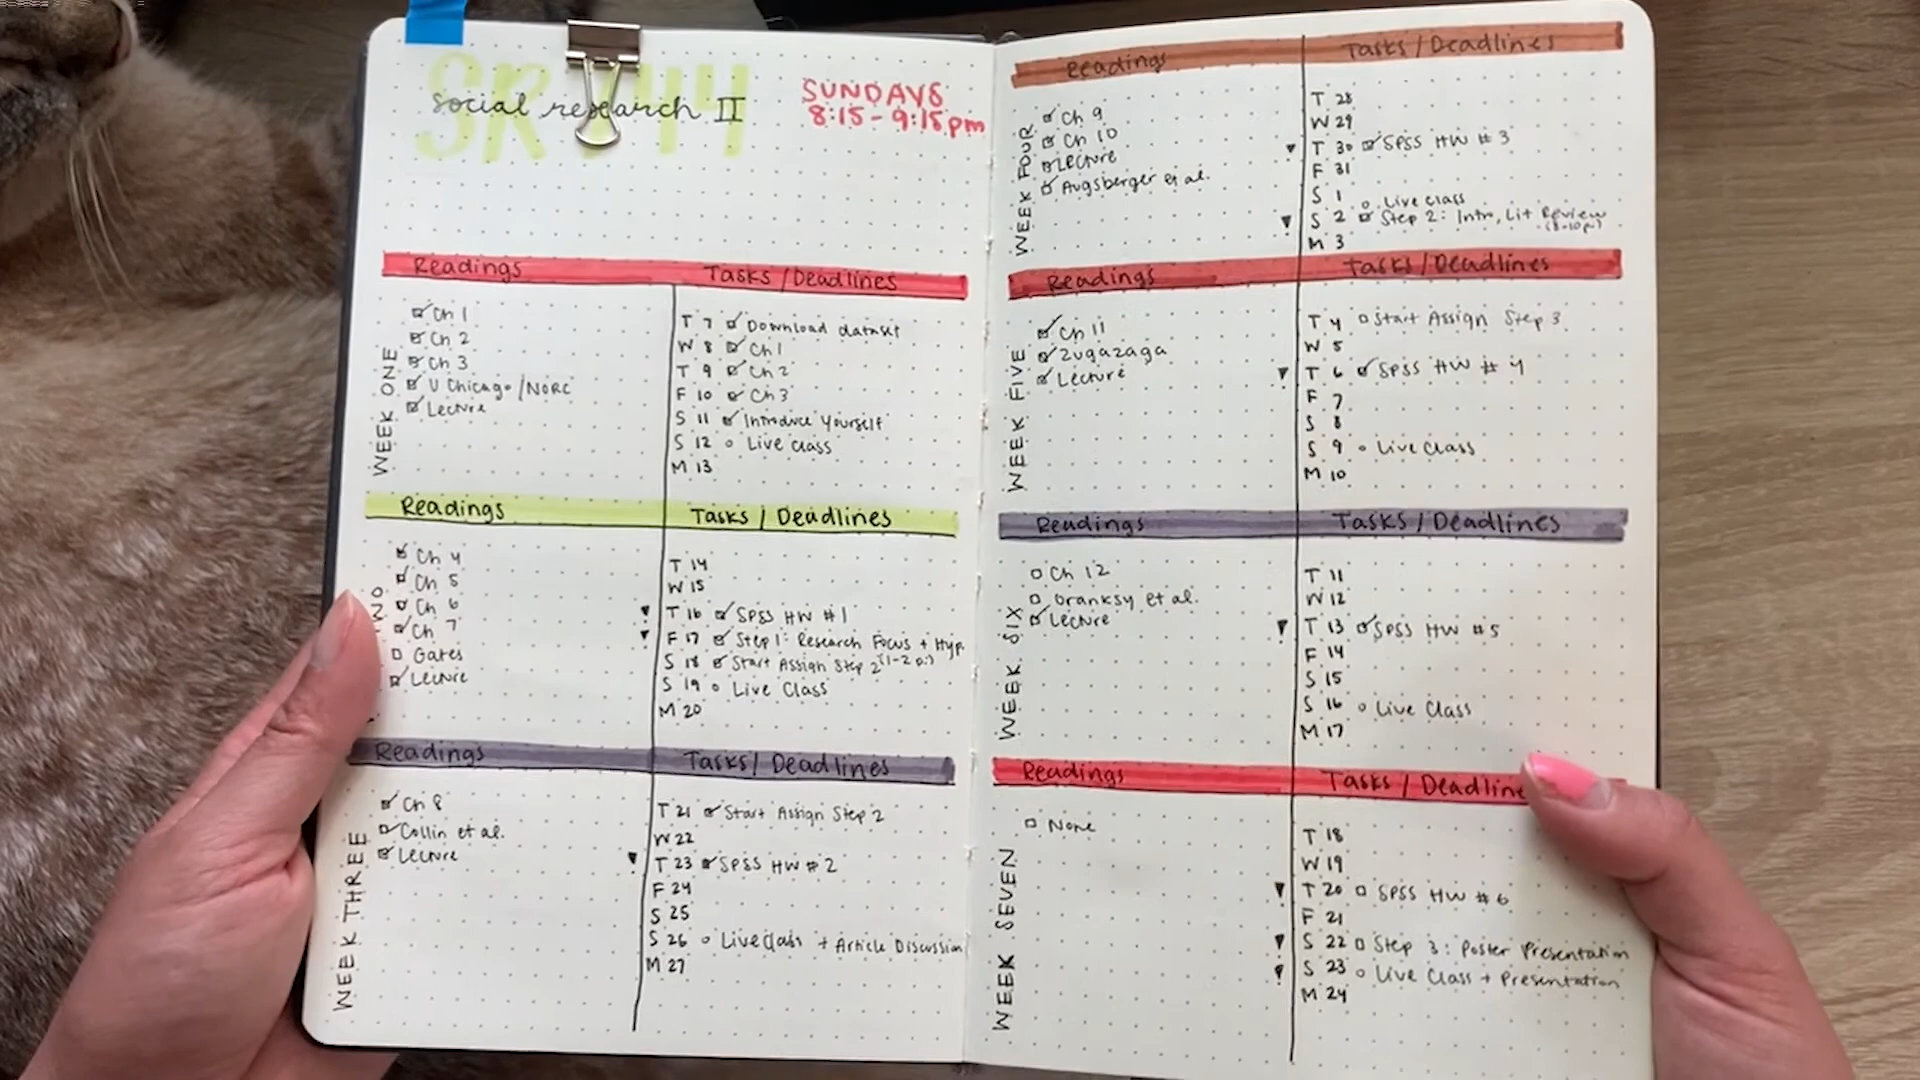 SR744
Social research II
SUNDAYS
8:15-9:15pm
Readings Tasks/Deadlines
WEEK ONE
Ch 1
Ch 2
Ch 3
U Chicago/NORC
Lecture
T 7 Download dataset
W 8 Ch 1
T 9 Ch 2
F 10 Ch 3
S 11 Introduce Yourself
S 12 Live Class
M 13
Readings Tasks / Deadlines
Ch 4
Ch 5
Ch 6
Ch 7
Gates
Lecture
T 14
W 15
T 16 SPSS HW #1
F 17 Step 1: Research Focus + Hyp.
S 18 Start Assign Step 2 (1-2 p.)
S 19 Live Class
M 20
Readings Tasks/ Deadlines
WEEK THREE
Ch 8
Collin et al.
Lecture
T 21 Start Assign Step 2
W 22
T 23 SPSS HW #2
F 24
S 25
S 26 Live Class + Article Discussion
M 27
Readings Tasks/Deadlines
WEEK FOUR
Ch 9
Ch 10
Lecture
Augsberger et al.
T 28
W 29
T 30 SPSS HW #3
F 31
S 1
Live class
S 2 Step 2: Intro, Lit Review
M 3
Readings Tasks/Deadlines
WEEK FIVE
Ch 11
Zugazaga
Lecture
T 4 Start Assign Step 3
W 5
T 6 SPSS HW #4
F 7
S 8
S 9 Live Class
M 10
Readings Tasks/Deadlines
WEEK SIX
Ch 12
Oranksy et al.
Lecture
T 11
W 12
T 13 SPSS HW #5
F 14
S 15
S 16 Live Class
M 17
Readings Tasks/Deadline
WEEK SEVEN
None
T 18
W 19
T 20 SPSS HW #6
F 21
S 22 Step 3: Poster Presentation
S 23 Live Class + Presentation
M 24